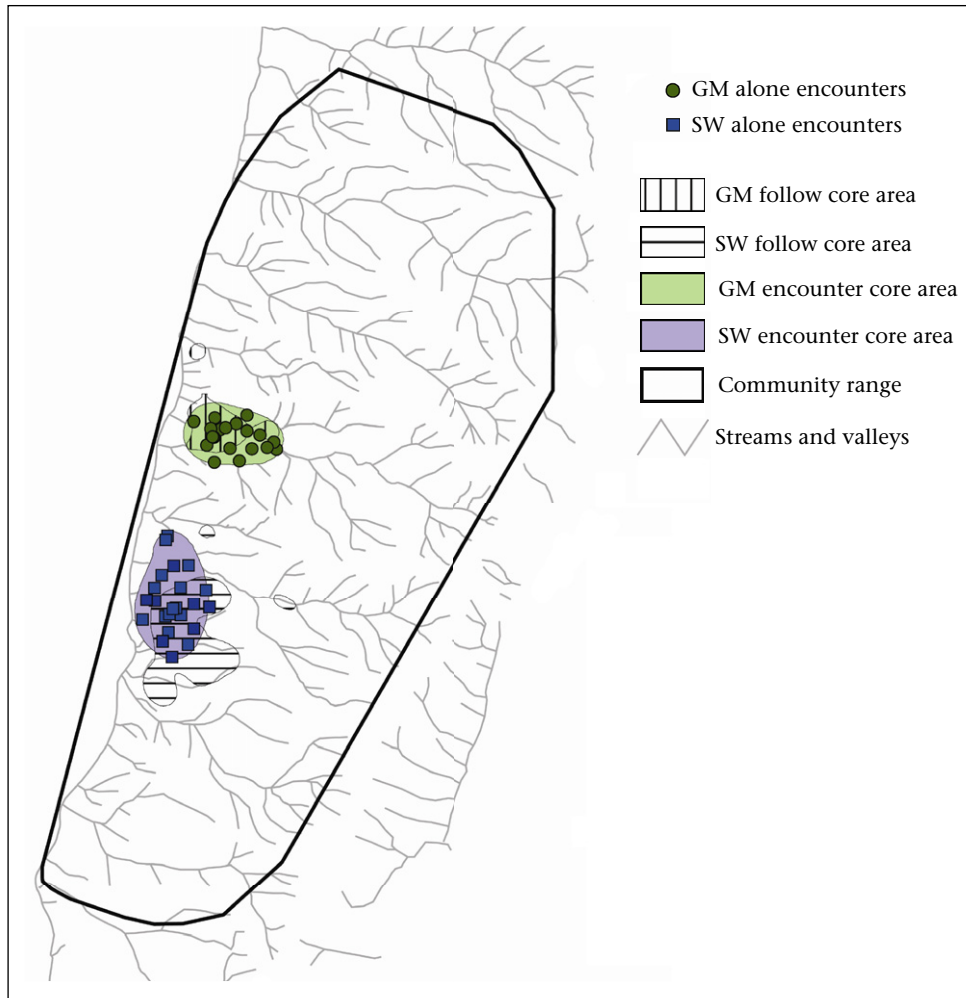 GM alone encounters
SW alone encounters
GM follow core area
SW follow core area
GM encounter core area
SW encounter core area
Community range
Streams and valleys